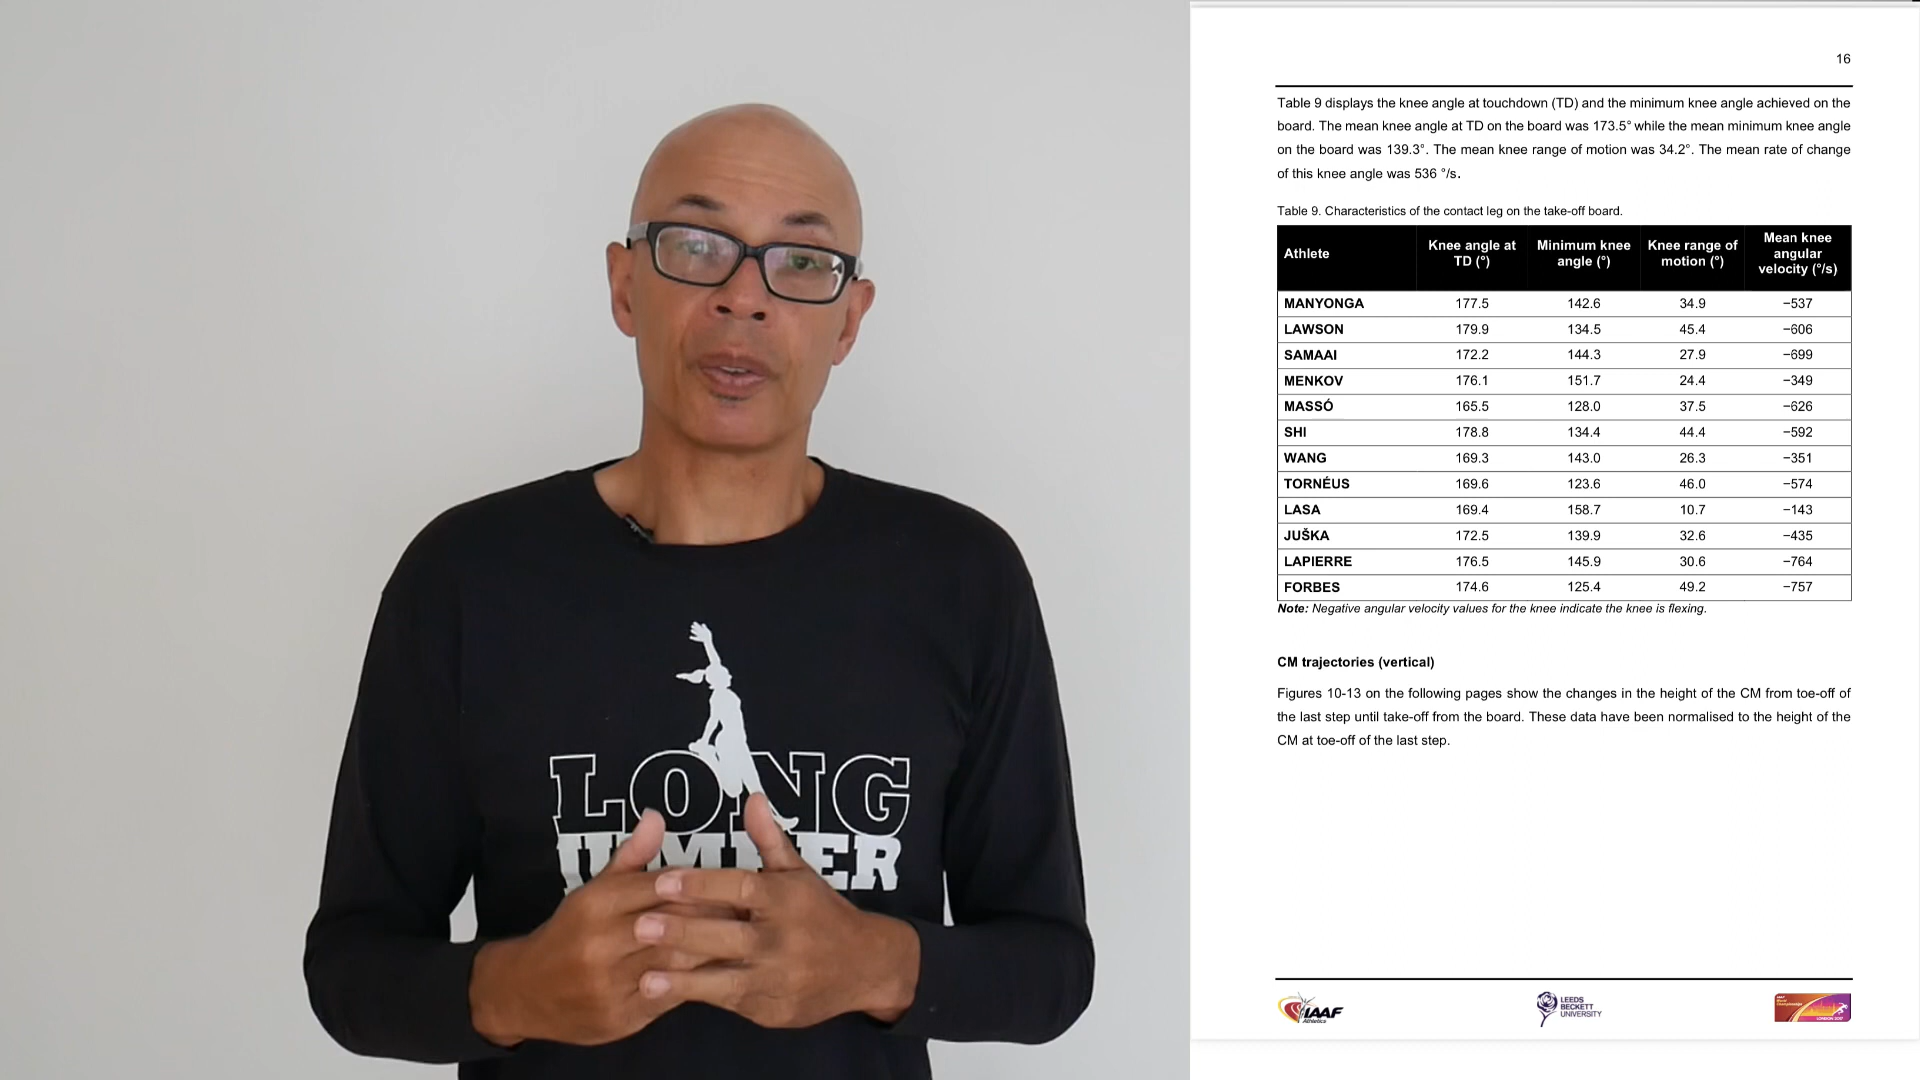 LONG
JUMPER
16
Table 9 displays the knee angle at touchdown (TD) and the minimum knee angle achieved on the
board. The mean knee angle at TD on the board was 173.5° while the mean minimum knee angle
on the board was 139.3°. The mean knee range of motion was 34.2°. The mean rate of change
of this knee angle was 536 °/s.
Table 9. Characteristics of the contact leg on the take-off board.
Athlete Knee angle at TD (°) Minimum knee angle (°) Knee range of motion (°) Mean knee angular velocity (°/s)
MANYONGA 177.5 142.6 34.9 −537
LAWSON 179.9 134.5 45.4 −606
SAMAAI 172.2 144.3 27.9 −699
MENKOV 176.1 151.7 24.4 −349
MASSÓ 165.5 128.0 37.5 −626
SHI 178.8 134.4 44.4 −592
WANG 169.3 143.0 26.3 −351
TORNÉUS 169.6 123.6 46.0 −574
LASA 169.4 158.7 10.7 −143
JUŠKA 172.5 139.9 32.6 −435
LAPIERRE 176.5 145.9 30.6 −764
FORBES 174.6 125.4 49.2 −757
Note: Negative angular velocity values for the knee indicate the knee is flexing.
CM trajectories (vertical)
Figures 10-13 on the following pages show the changes in the height of the CM from toe-off of
the last step until take-off from the board. These data have been normalised to the height of the
CM at toe-off of the last step.
IAAF
Athletics
LEEDS
BECKETT
UNIVERSITY
LONDON 2017